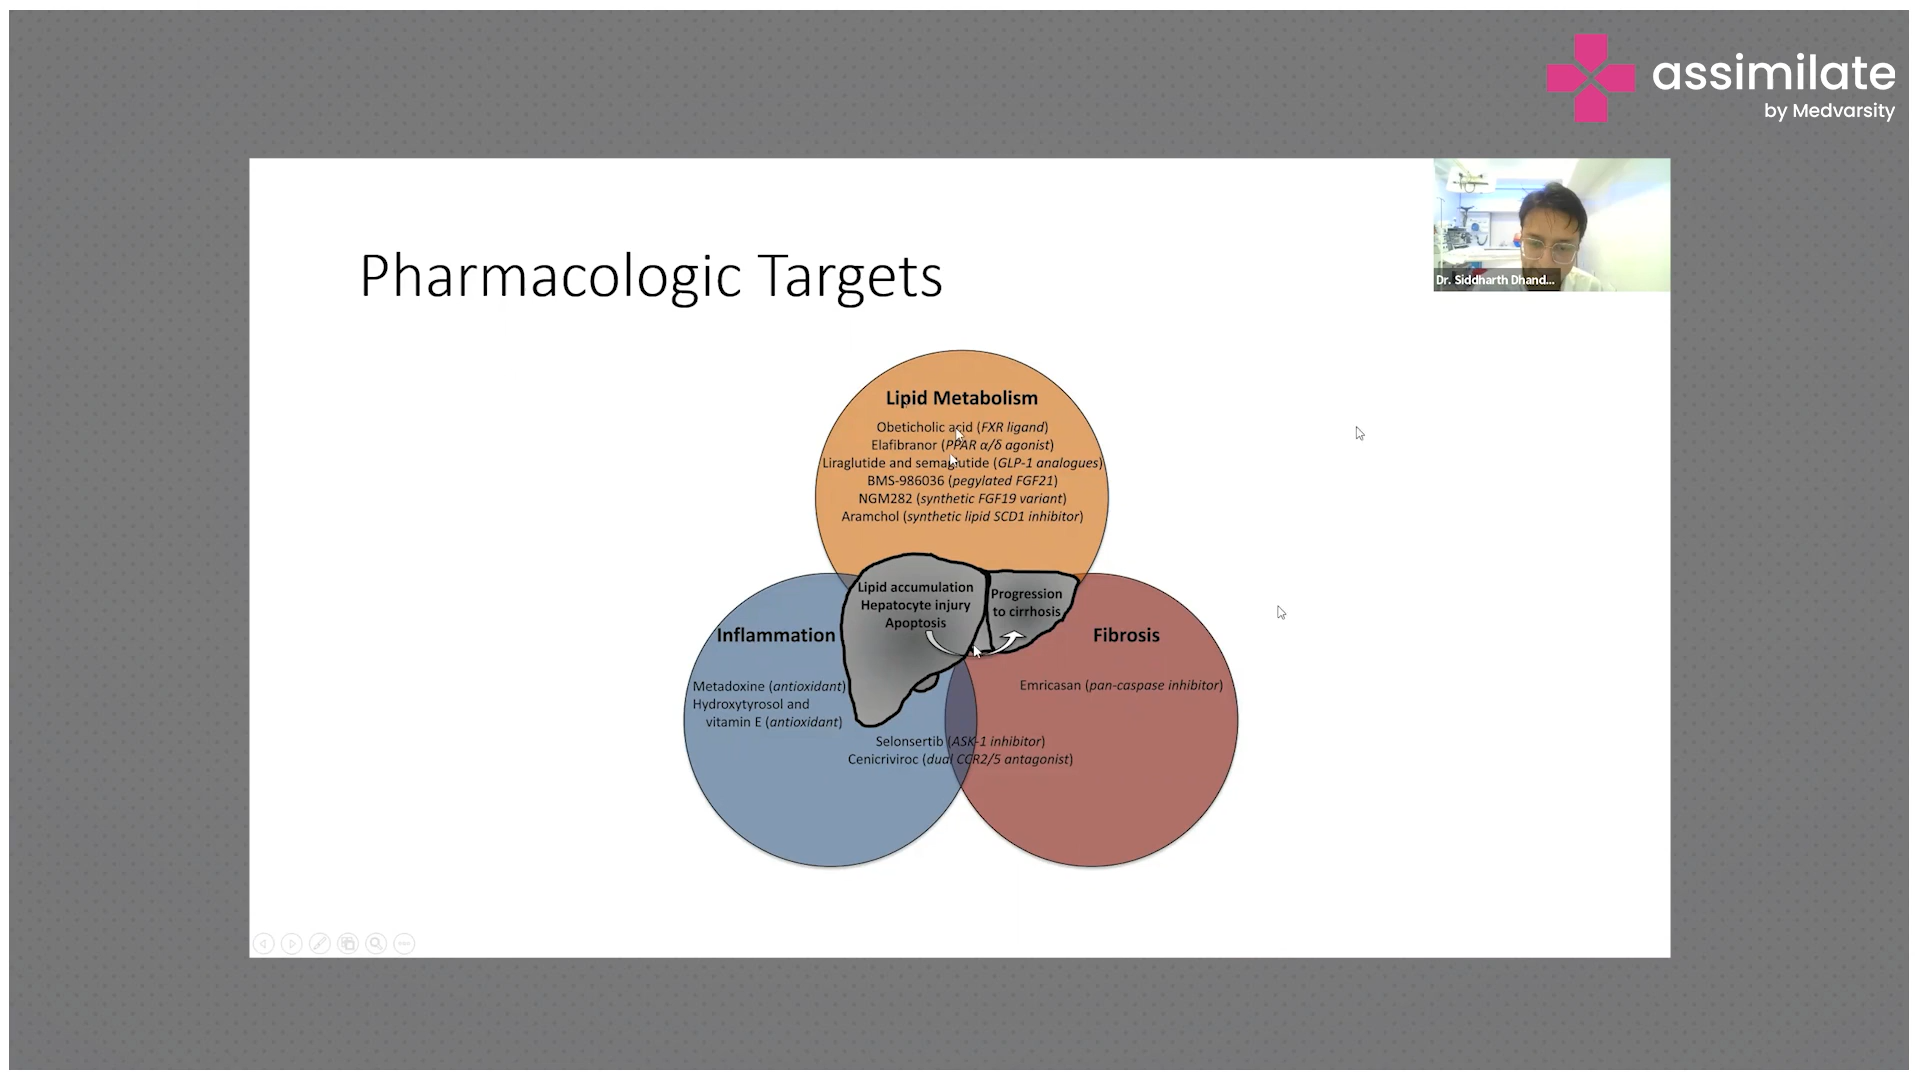 assimilate
by Medvarsity
Dr. Siddharth Dhand...
Pharmacologic Targets
Lipid Metabolism
Obeticholic acid (FXR ligand)
Elafibranor (PPAR α/δ agonist)
Liraglutide and semaglutide (GLP-1 analogues)
BMS-986036 (pegylated FGF21)
NGM282 (synthetic FGF19 variant)
Aramchol (synthetic lipid SCD1 inhibitor)
Lipid accumulation
Hepatocyte injury
Apoptosis
Progression
to cirrhosis
Inflammation
Metadoxine (antioxidant)
Hydroxytyrosol and
vitamin E (antioxidant)
Fibrosis
Emricasan (pan-caspase inhibitor)
Selonsertib (ASK-1 inhibitor)
Cenicriviroc (dual CCR2/5 antagonist)